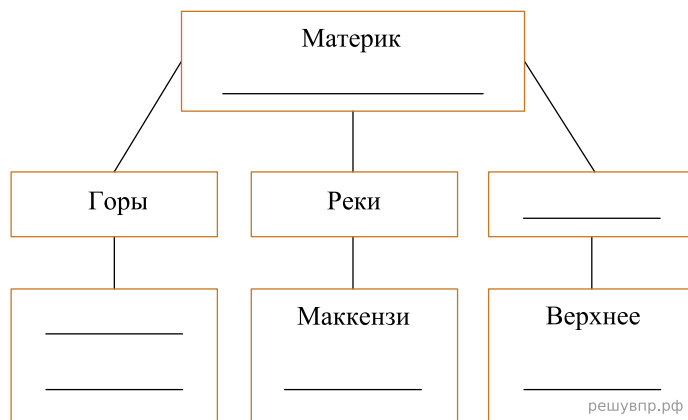 Материк
Горы
Реки
Маккензи
Верхнее
решувпр.рф